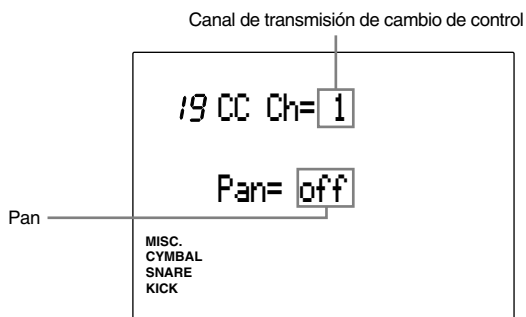 Canal de transmisión de cambio de control
19 CC Ch= 1
Pan= off
Pan
MISC.
CYMBAL
SNARE
KICK